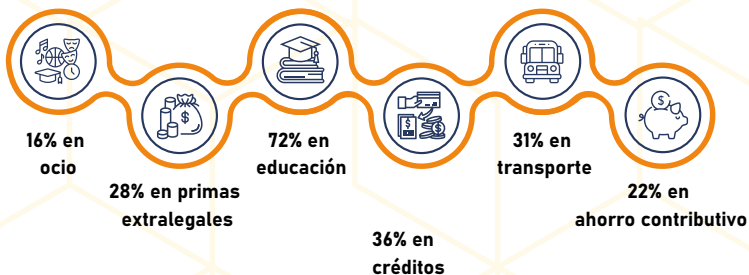 16% en
ocio
28% en primas
extralegales
72% en
educación
36% en
créditos
31% en
transporte
22% en
ahorro contributivo